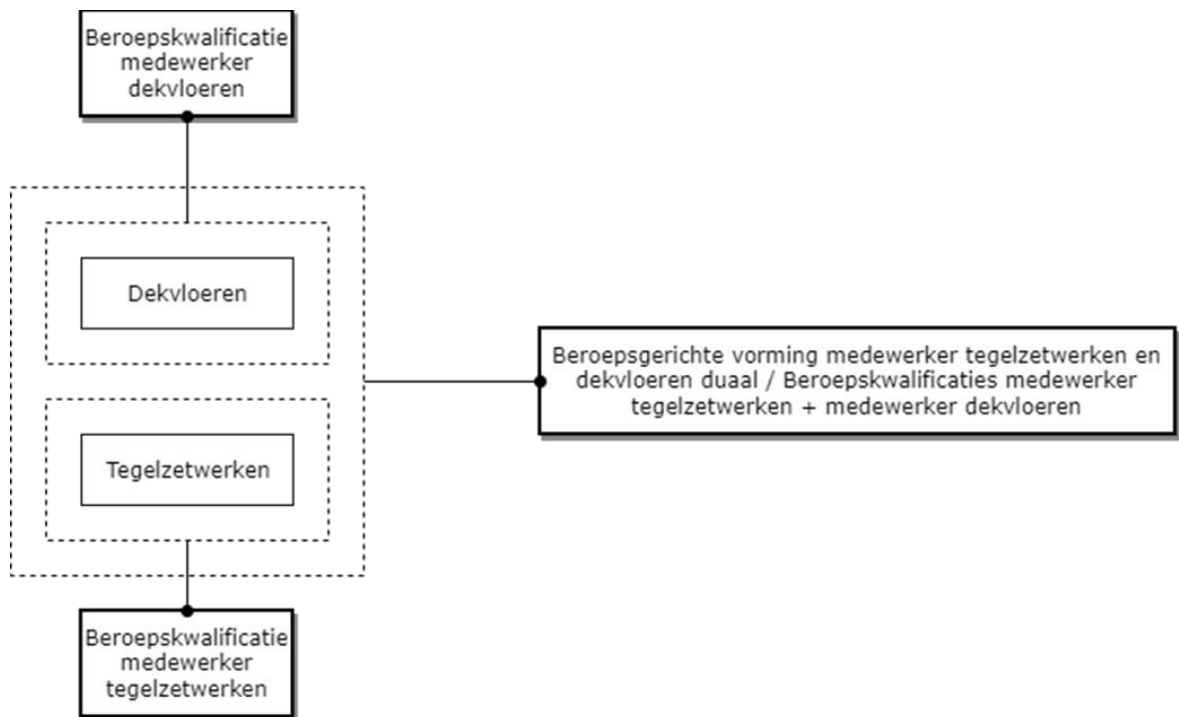 Beroepskwalificatie
medewerker
dekvloeren
Dekvloeren
Beroepsgerichte vorming medewerker tegelzetwerken en
dekvloeren duaal / Beroepskwalificaties medewerker
tegelzetwerken + medewerker dekvloeren
Tegelzetwerken
Beroepskwalificatie
medewerker
tegelzetwerken